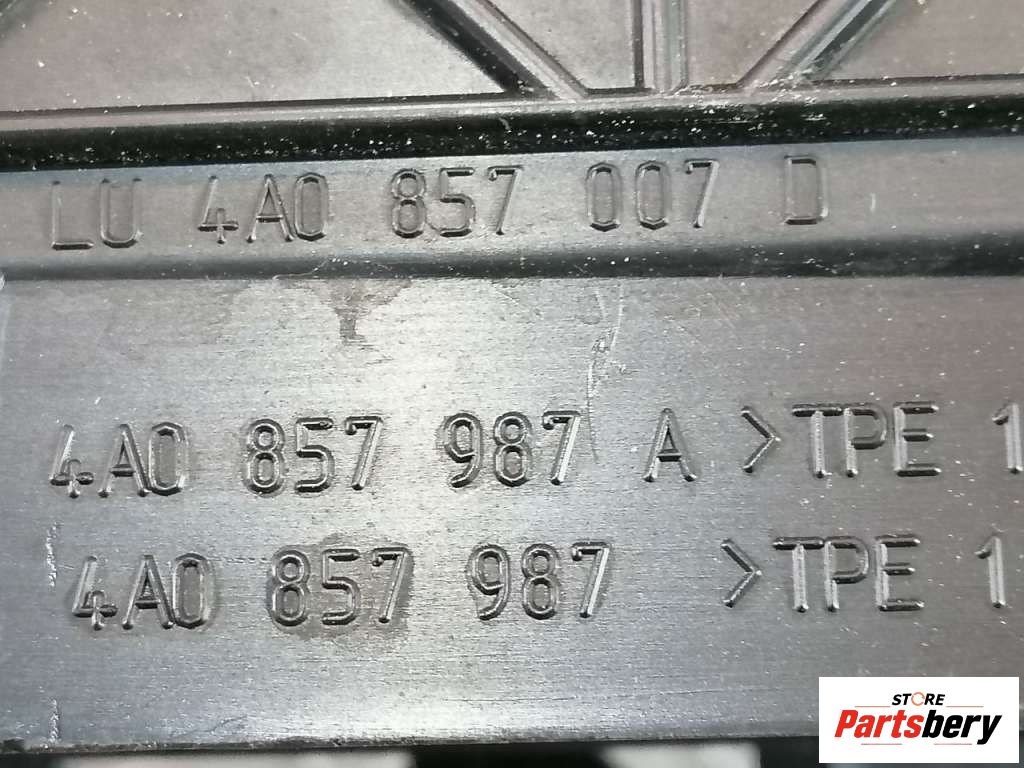 LU 4A0 857 007 D
4A0 857 987 A >TPE 1
4A0 857 987 >TPE 1
STORE
Partsbery